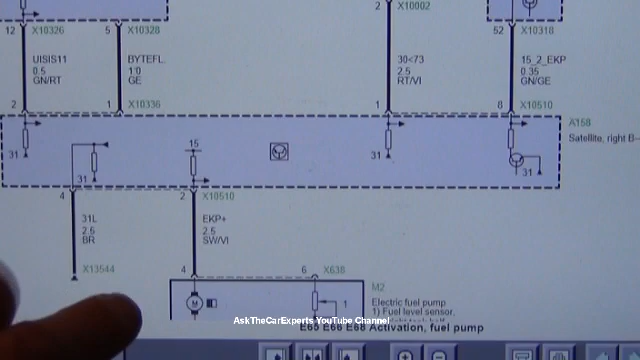 2 X10002
12 X10326 5 X10328 52 X10318
UISIS11 BYTEFL 30<73 15_2_EKP
0.5 1.0 2.5 0.35
GN/RT GE RT/VI GN/GE
2 1 X10336 1 8 X10510
A158
Satellite, right B-
15
31 31 31 31
4 2 X10510
31L EKP+
2.5 2.5
BR SW/VI
X13544 4 6 X638
M2
Electric fuel pump
1) Fuel level sensor,
M 1
AskTheCarExperts YouTube Channel
E65 E66 E68 Activation, fuel pump